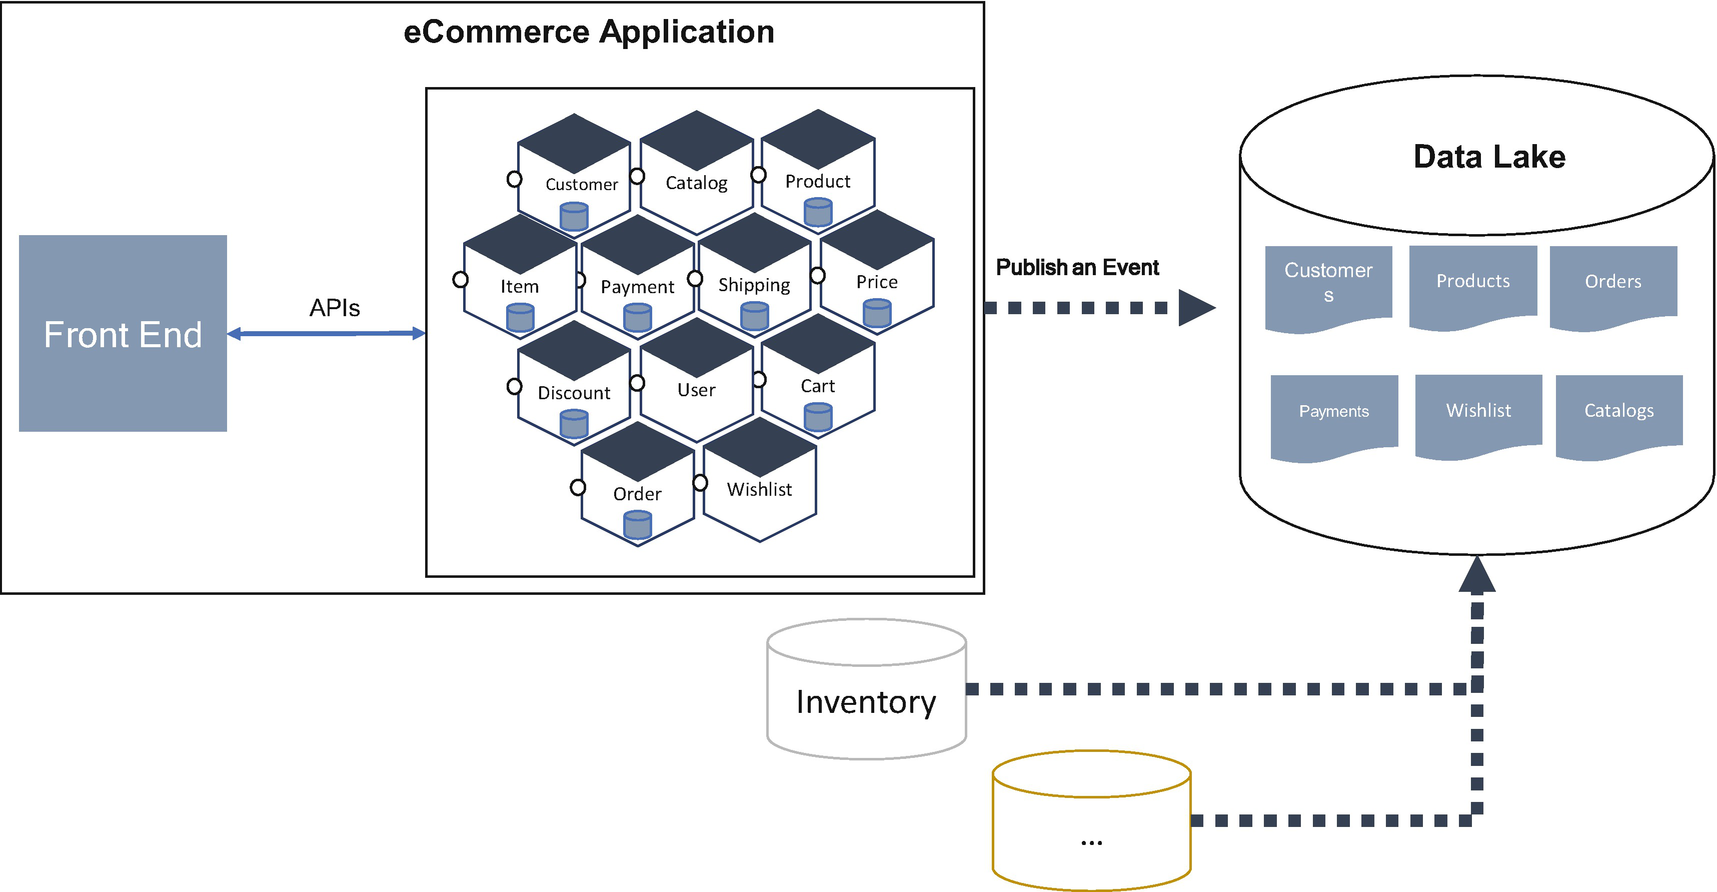 eCommerce Application
Customer
Catalog
Product
Item
Payment
Shipping
Price
Discount
User
Cart
Order
Wishlist
Front End
APIs
Publish an Event
Data Lake
Customer
s
Products
Orders
Payments
Wishlist
Catalogs
Inventory
...